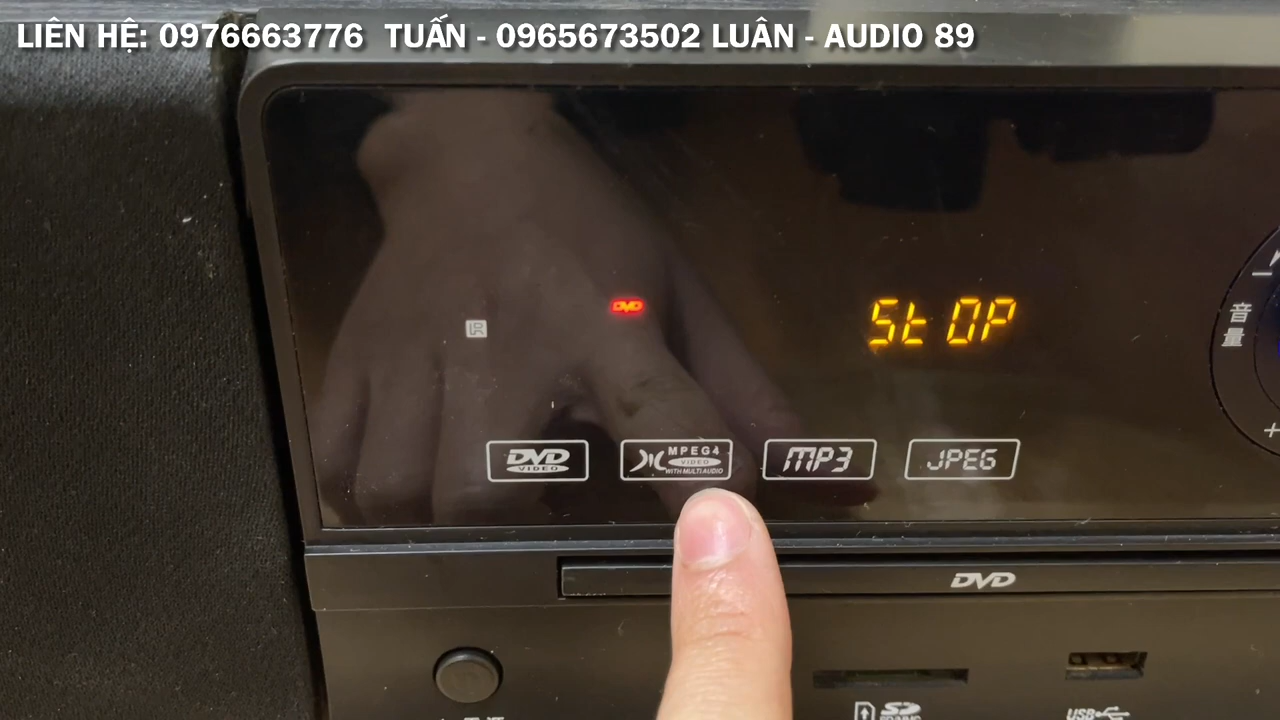 LIÊN HỆ: 0976663776 TUẤN - 0965673502 LUÂN - AUDIO 89
DVD
St OP
音量
−
+
DVD VIDEO
MPEG4 VIDEO WITH MULTI AUDIO
MP3
JPEG
DVD
SD
USB